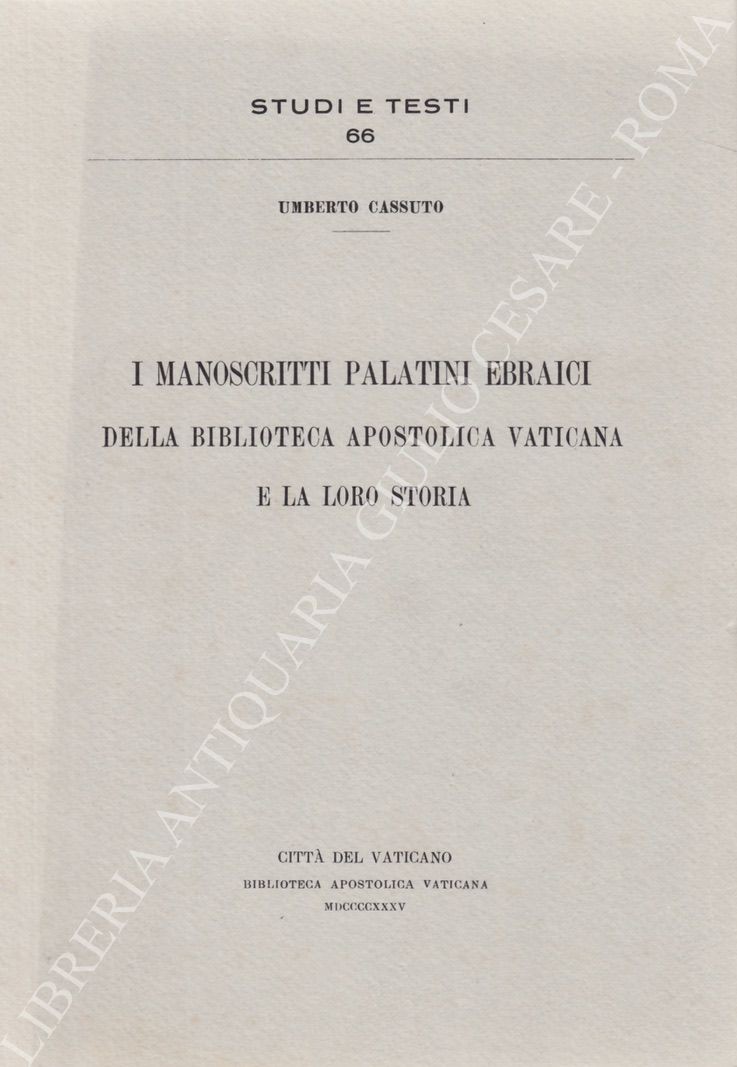 STUDI E TESTI
66
UMBERTO CASSUTO
I MANOSCRITTI PALATINI EBRAICI
DELLA BIBLIOTECA APOSTOLICA VATICANA
E LA LORO STORIA
CITTÀ DEL VATICANO
BIBLIOTECA APOSTOLICA VATICANA
MDCCCCXXXV
LIBRERIA ANTIQUARIA GIULIO CESARE - ROMA